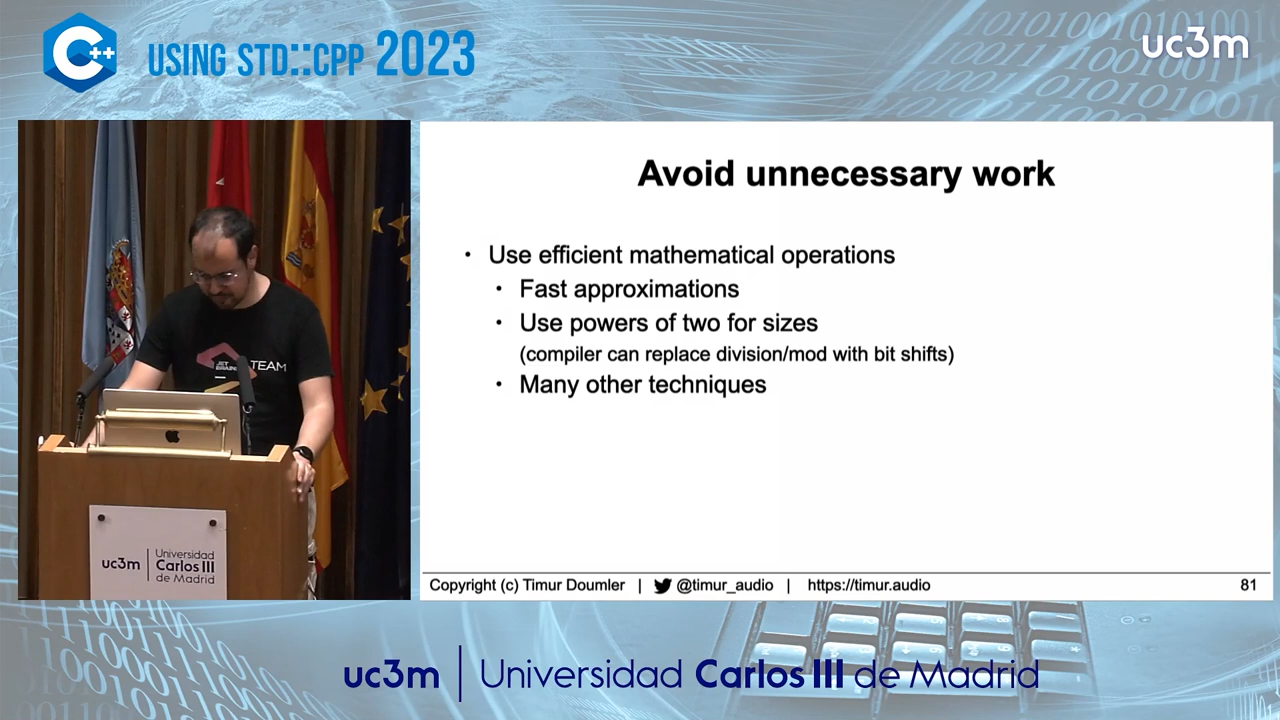 C++
USING STD::CPP 2023
uc3m
Avoid unnecessary work
• Use efficient mathematical operations
• Fast approximations
• Use powers of two for sizes
(compiler can replace division/mod with bit shifts)
• Many other techniques
JET
BRAINS
TEAM
uc3m | Universidad
Carlos III
de Madrid
Copyright (c) Timur Doumler | @timur_audio | https://timur.audio 81
uc3m | Universidad Carlos III de Madrid